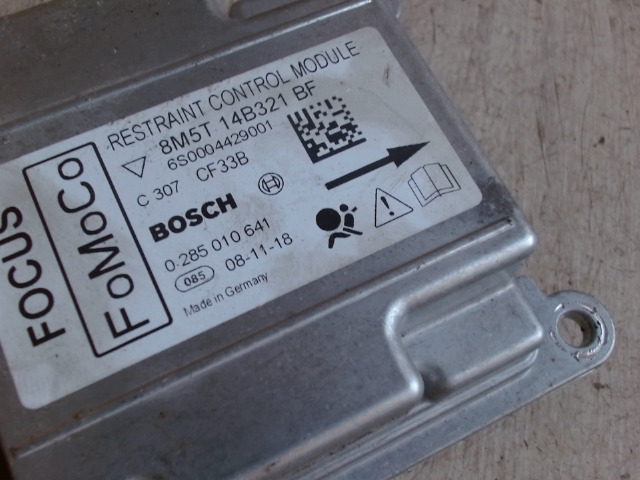 FOCUS
FoMoCo
RESTRAINT CONTROL MODULE
8M5T 14B321 BF
6S0004429001
C 307 CF33B
BOSCH
0 285 010 641
085 08-11-18
Made in Germany